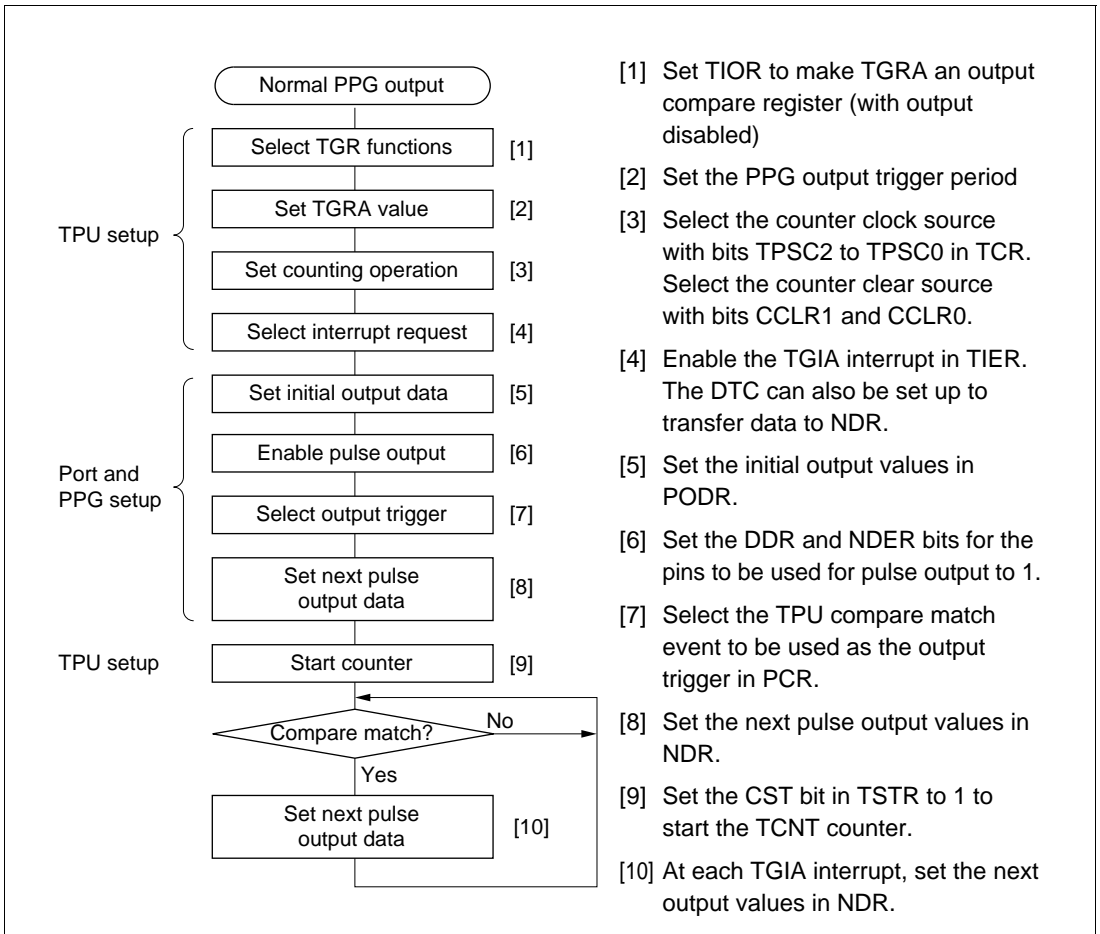 Normal PPG output
Select TGR functions [1]
Set TGRA value [2]
TPU setup
Set counting operation [3]
Select interrupt request [4]
Set initial output data [5]
Enable pulse output [6]
Port and
PPG setup
Select output trigger [7]
Set next pulse
output data
[8]
TPU setup
Start counter [9]
Compare match?
No
Yes
Set next pulse
output data
[10]
[1] Set TIOR to make TGRA an output
compare register (with output
disabled)
[2] Set the PPG output trigger period
[3] Select the counter clock source
with bits TPSC2 to TPSC0 in TCR.
Select the counter clear source
with bits CCLR1 and CCLR0.
[4] Enable the TGIA interrupt in TIER.
The DTC can also be set up to
transfer data to NDR.
[5] Set the initial output values in
PODR.
[6] Set the DDR and NDER bits for the
pins to be used for pulse output to 1.
[7] Select the TPU compare match
event to be used as the output
trigger in PCR.
[8] Set the next pulse output values in
NDR.
[9] Set the CST bit in TSTR to 1 to
start the TCNT counter.
[10] At each TGIA interrupt, set the next
output values in NDR.